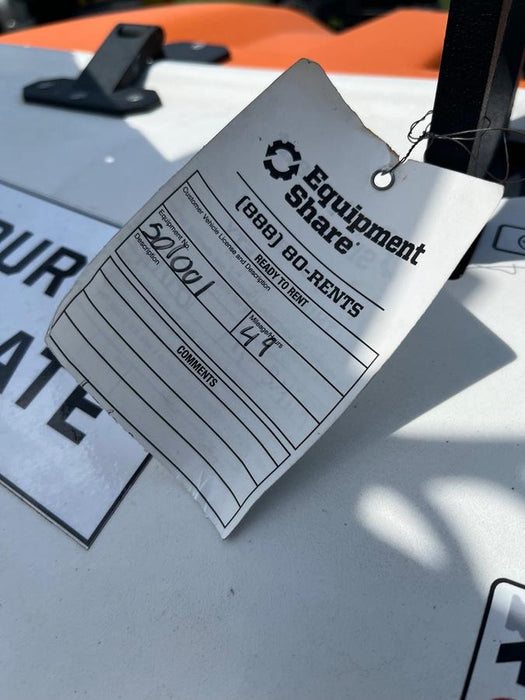 Equipment
Share
(888) 80-RENTS
READY TO RENT
Customer Vehicle License and Description
Equipment No.
Mileage/Hours
501001
49
Description
COMMENTS
OUR
ATE